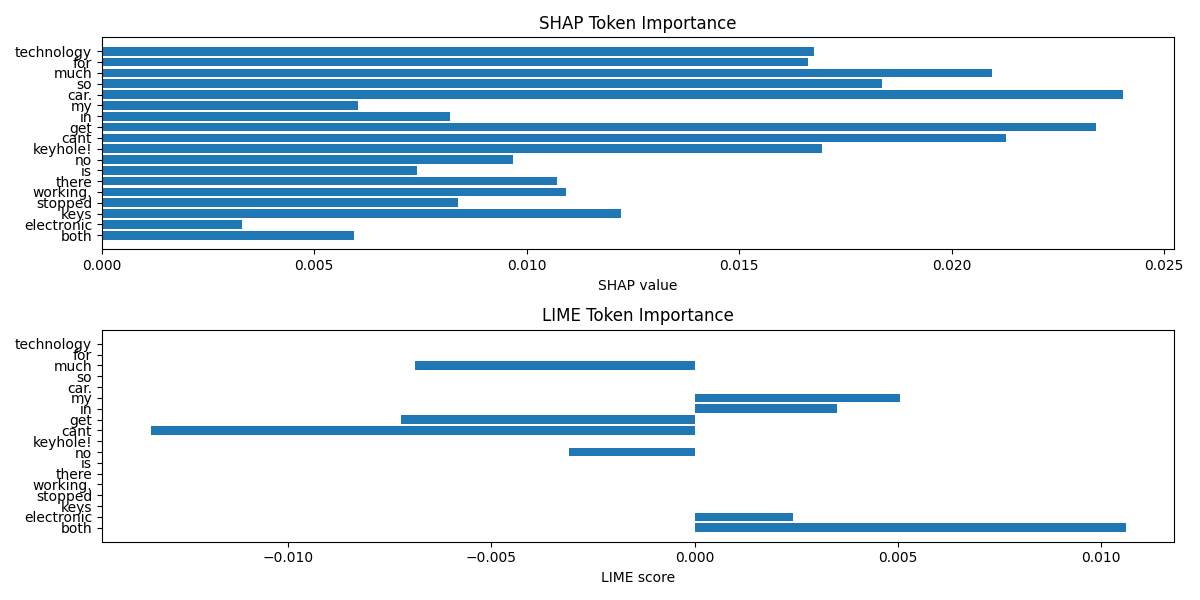 SHAP Token Importance
technology
for
much
so
car.
my
in
get
cant
keyhole!
no
is
there
working,
stopped
keys
electronic
both
0.000 0.005 0.010 0.015 0.020 0.025
SHAP value
LIME Token Importance
technology
for
much
so
car.
my
in
get
cant
keyhole!
no
is
there
working,
stopped
keys
electronic
both
−0.010 −0.005 0.000 0.005 0.010
LIME score